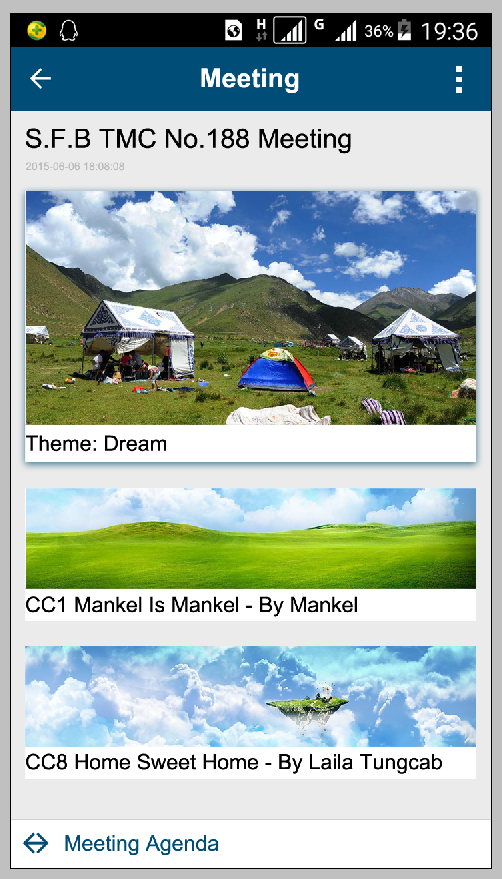 H G 36% 19:36
Meeting
S.F.B TMC No.188 Meeting
2015-06-06 18:08:08
Theme: Dream
CC1 Mankel Is Mankel - By Mankel
CC8 Home Sweet Home - By Laila Tungcab
Meeting Agenda